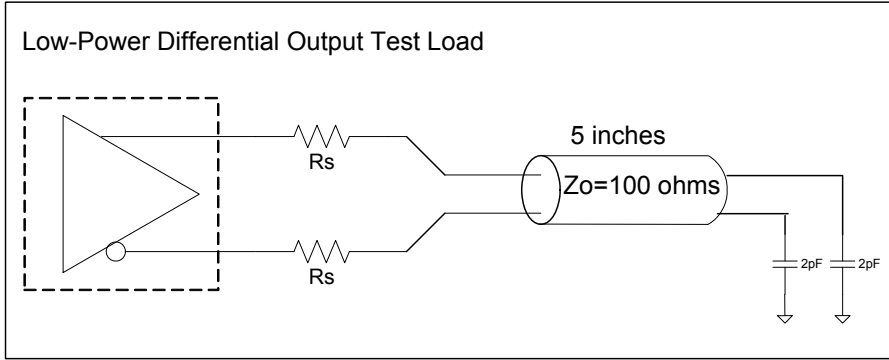 Low-Power Differential Output Test Load
Rs
5 inches
Zo=100 ohms
Rs
2pF
2pF